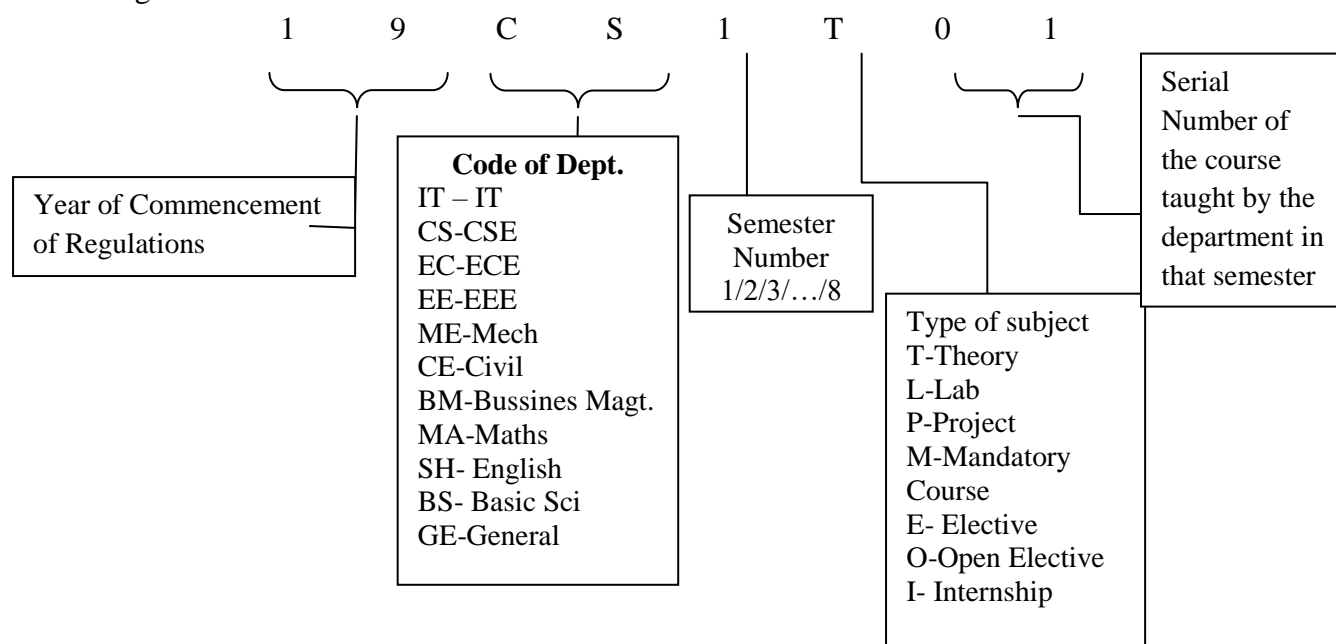 1 9 C S 1 T 0 1
Year of Commencement
of Regulations
Code of Dept.
IT – IT
CS-CSE
EC-ECE
EE-EEE
ME-Mech
CE-Civil
BM-Bussines Magt.
MA-Maths
SH- English
BS- Basic Sci
GE-General
Semester
Number
1/2/3/…/8
Type of subject
T-Theory
L-Lab
P-Project
M-Mandatory
Course
E- Elective
O-Open Elective
I- Internship
Serial
Number of
the course
taught by the
department in
that semester